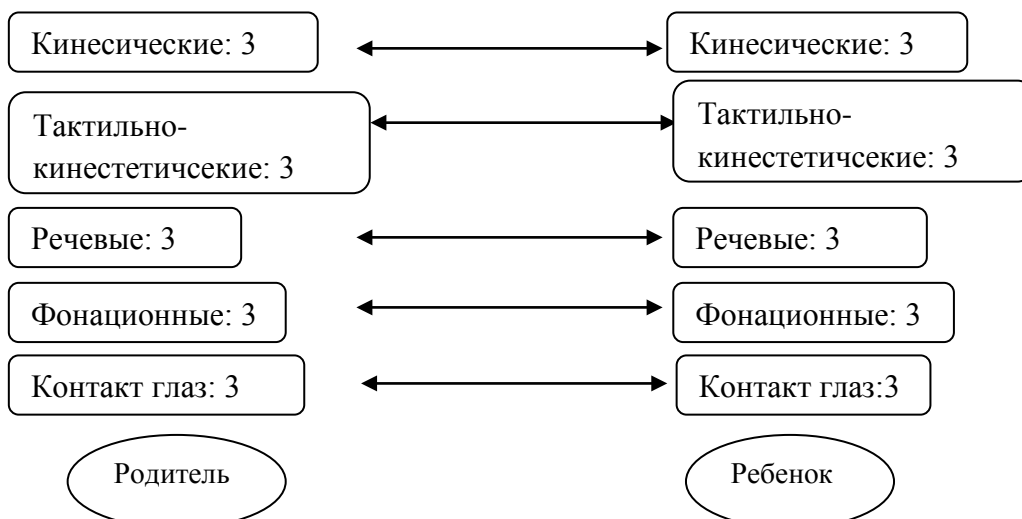 Кинесические: 3
Кинесические: 3
Тактильно-
кинестетичсекие: 3
Тактильно-
кинестетичсекие: 3
Речевые: 3
Речевые: 3
Фонационные: 3
Фонационные: 3
Контакт глаз: 3
Контакт глаз:3
Родитель
Ребенок